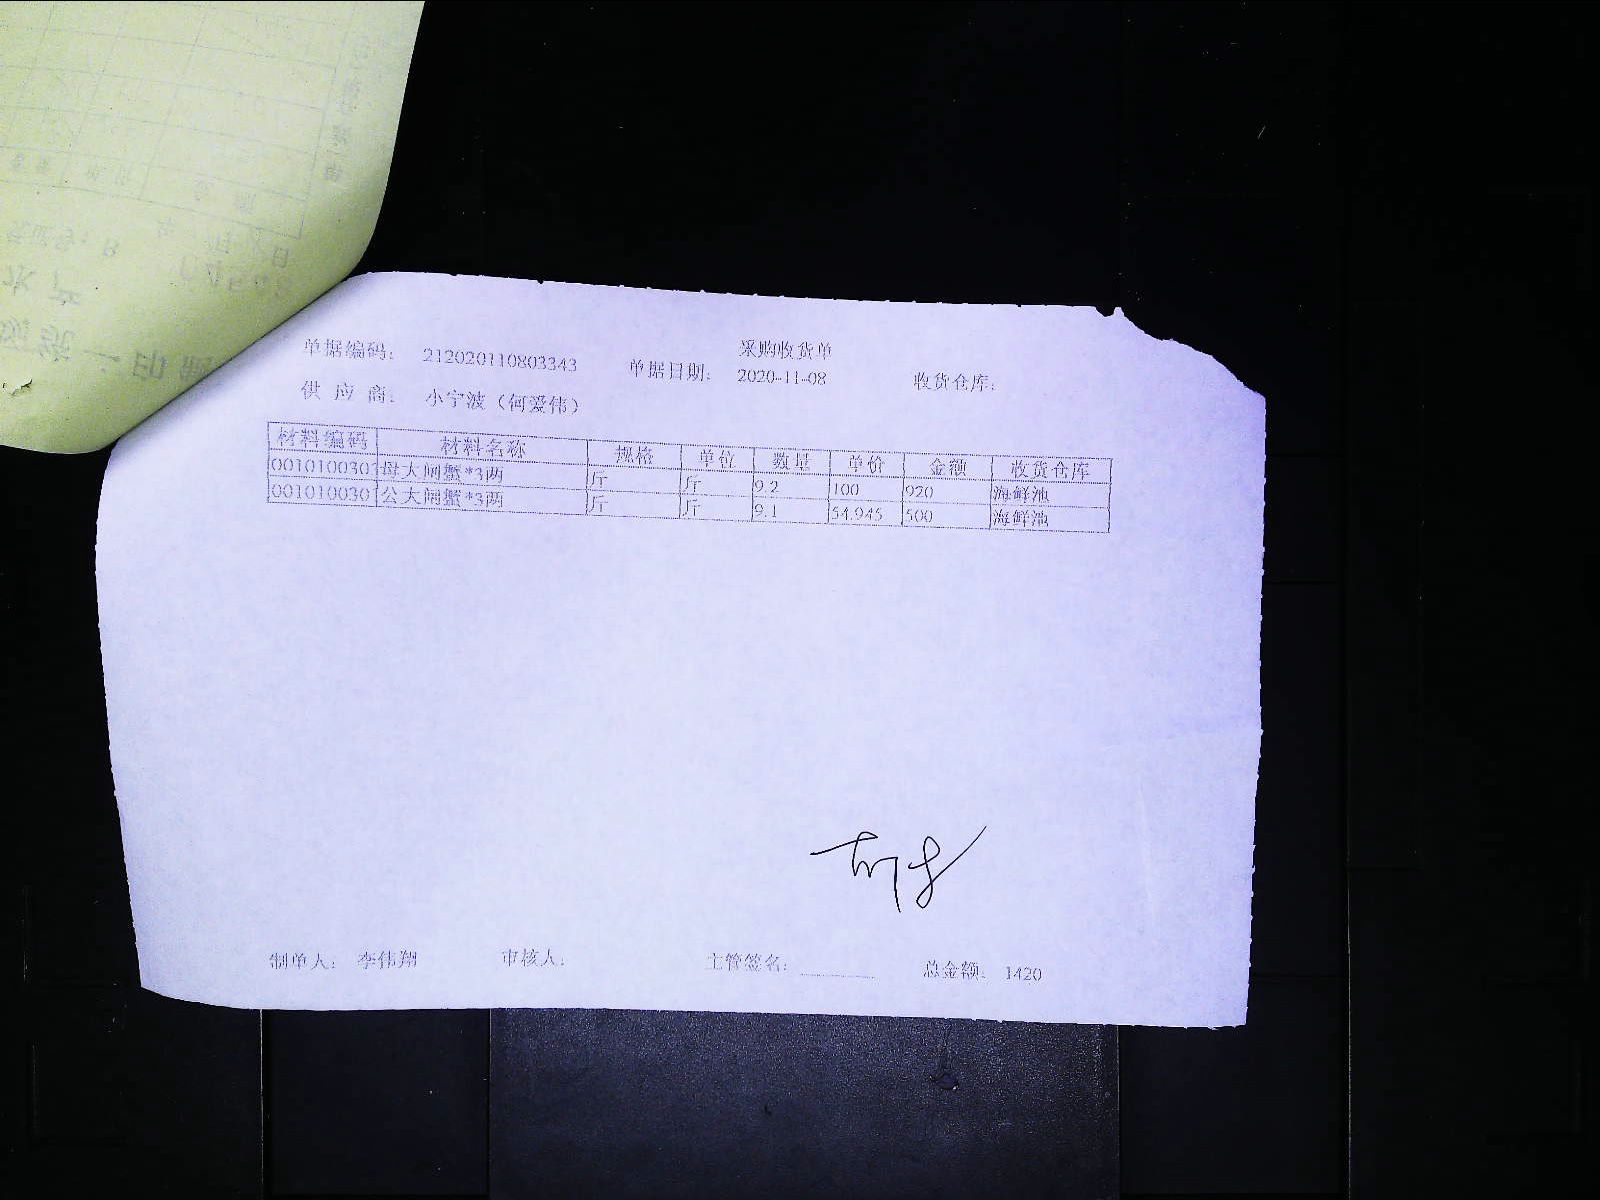 采购收货单
单据编码: 212020110803343 单据日期: 2020-11-08 收货仓库:
供 应 商: 小宁波（何爱伟）
材料编码 材料名称 规格 单位 数量 单价 金额 收货仓库
0010100303 母大闸蟹*3两 斤 斤 9.2 100 920 海鲜池
001010030 公大闸蟹*3两 斤 斤 9.1 54.945 500 海鲜池
制单人: 李伟翔 审核人: 主管签名: 总金额: 1420